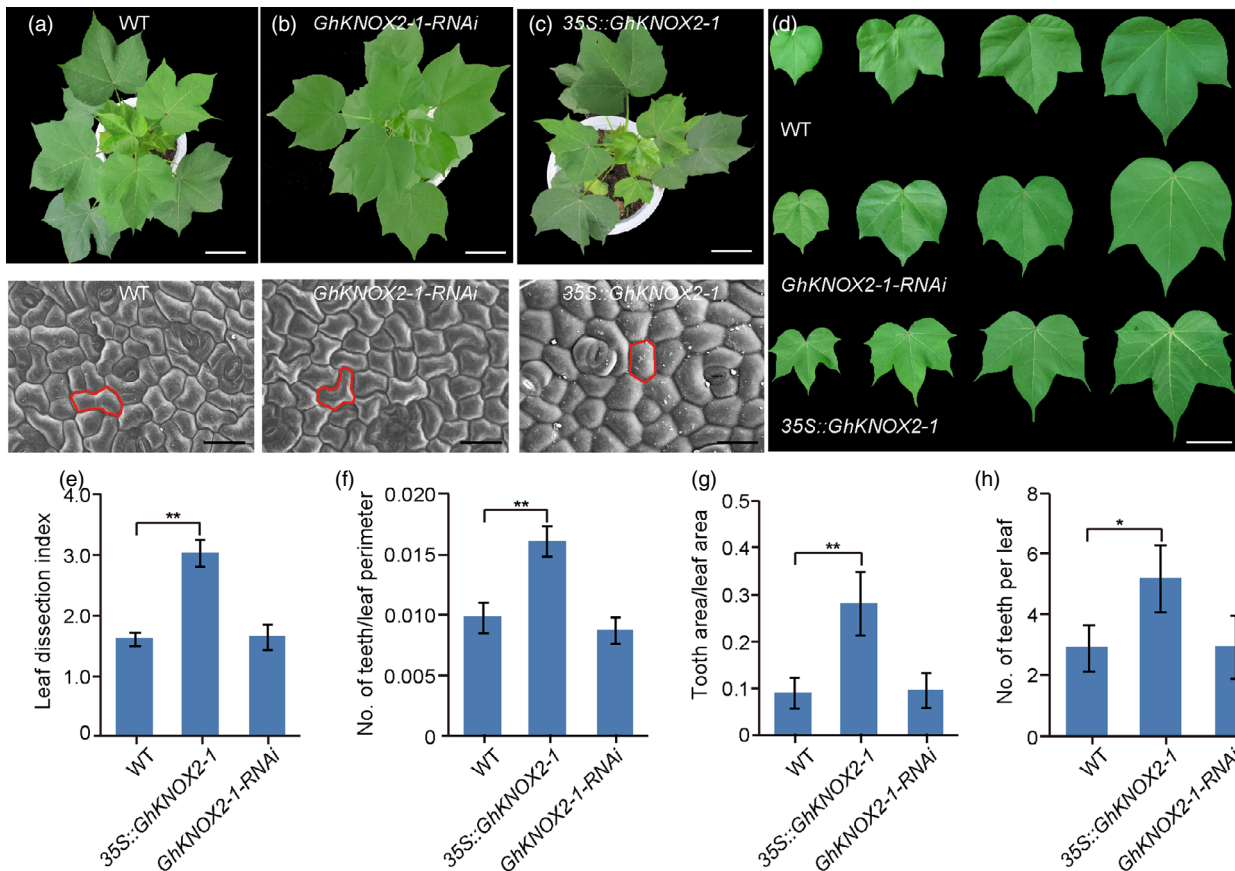 (a) WT
(b) GhKNOX2-1-RNAi
(c) 35S::GhKNOX2-1
(d)
WT
GhKNOX2-1-RNAi
35S::GhKNOX2-1
WT
GhKNOX2-1-RNAi
35S::GhKNOX2-1
(e)
Leaf dissection index
4.0
3.0
2.0
1.0
0
**
WT
35S::GhKNOX2-1
GhKNOX2-1-RNAi
(f)
No. of teeth/leaf perimeter
0.020
0.015
0.010
0.005
0
**
WT
35S::GhKNOX2-1
GhKNOX2-1-RNAi
(g)
Tooth area/leaf area
0.5
0.4
0.3
0.2
0.1
0
**
WT
35S::GhKNOX2-1
GhKNOX2-1-RNAi
(h)
No. of teeth per leaf
8
6
4
2
0
*
WT
35S::GhKNOX2-1
GhKNOX2-1-RNAi